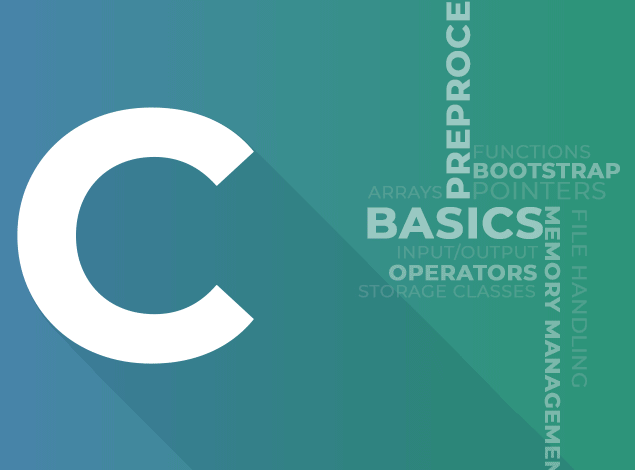 C
PREPROCE
FUNCTIONS
BOOTSTRAP
ARRAYS
POINTERS
BASICS
INPUT/OUTPUT
OPERATORS
STORAGE CLASSES
MEMORY MANAGEMEN
FILE HANDLING